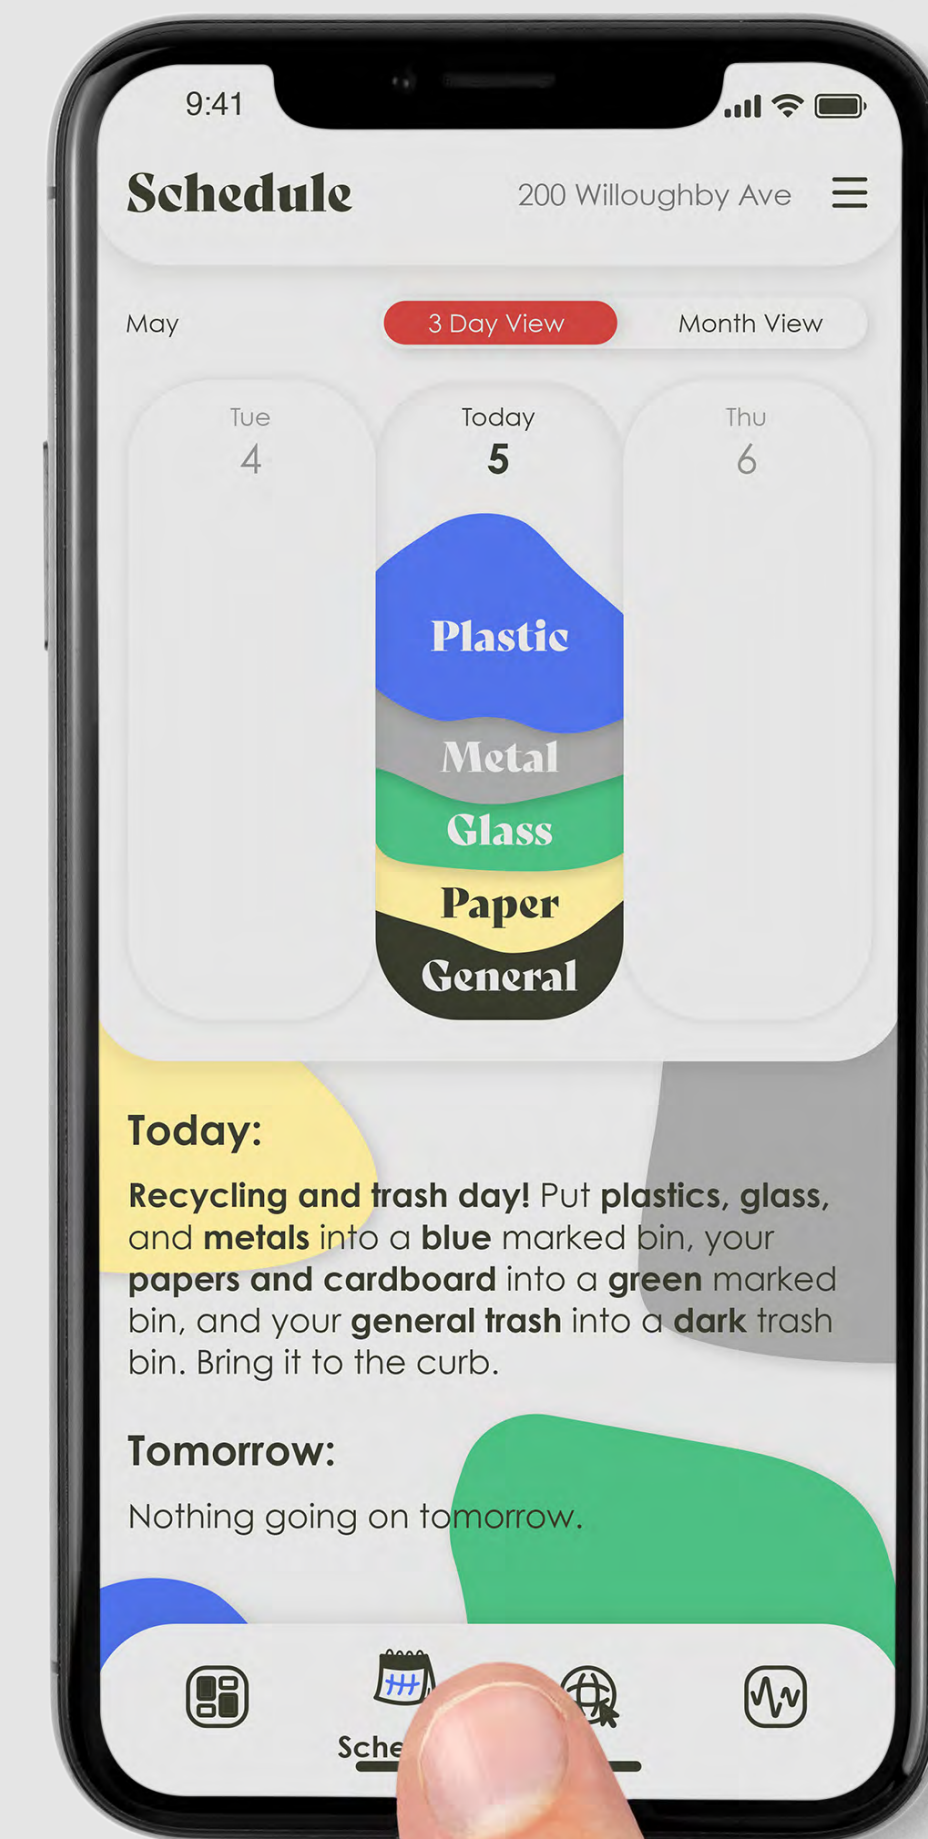 9:41
Schedule
200 Willoughby Ave
May
3 Day View
Month View
Tue
4
Today
5
Thu
6
Plastic
Metal
Glass
Paper
General
Today:
Recycling and trash day! Put plastics, glass,
and metals into a blue marked bin, your
papers and cardboard into a green marked
bin, and your general trash into a dark trash
bin. Bring it to the curb.
Tomorrow:
Nothing going on tomorrow.